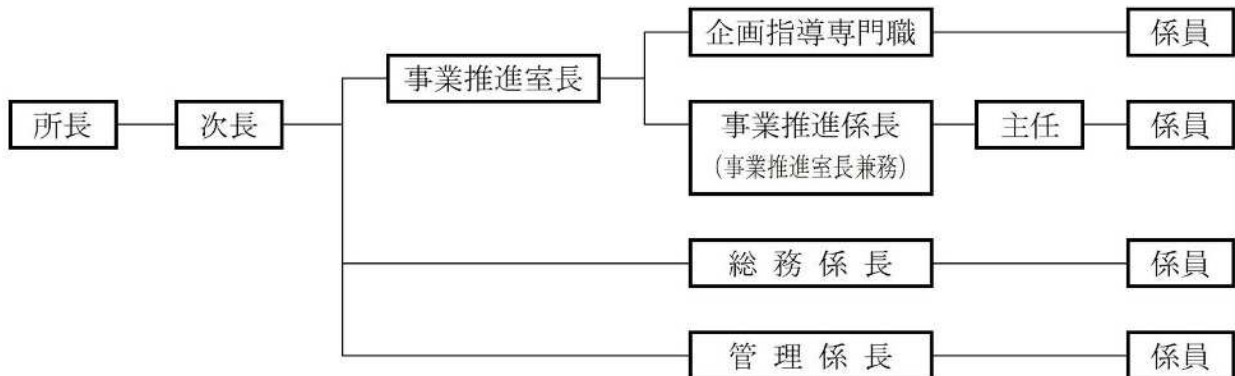 企画指導専門職
係員
事業推進室長
所長
次長
事業推進係長
(事業推進室長兼務)
主任
係員
総務係長
係員
管理係長
係員